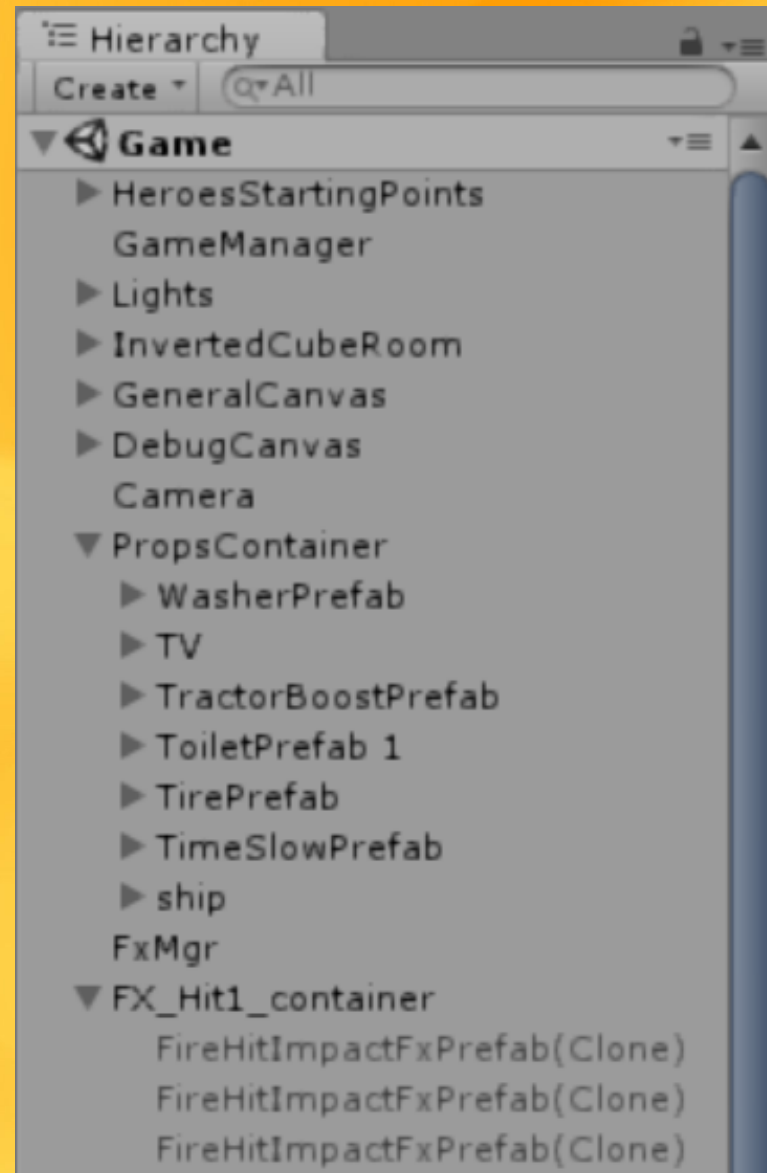 Hierarchy
Create All
Game
HeroesStartingPoints
GameManager
Lights
InvertedCubeRoom
GeneralCanvas
DebugCanvas
Camera
PropsContainer
WasherPrefab
TV
TractorBoostPrefab
ToiletPrefab 1
TirePrefab
TimeSlowPrefab
ship
FxMgr
FX_Hit1_container
FireHitImpactFxPrefab(Clone)
FireHitImpactFxPrefab(Clone)
FireHitImpactFxPrefab(Clone)